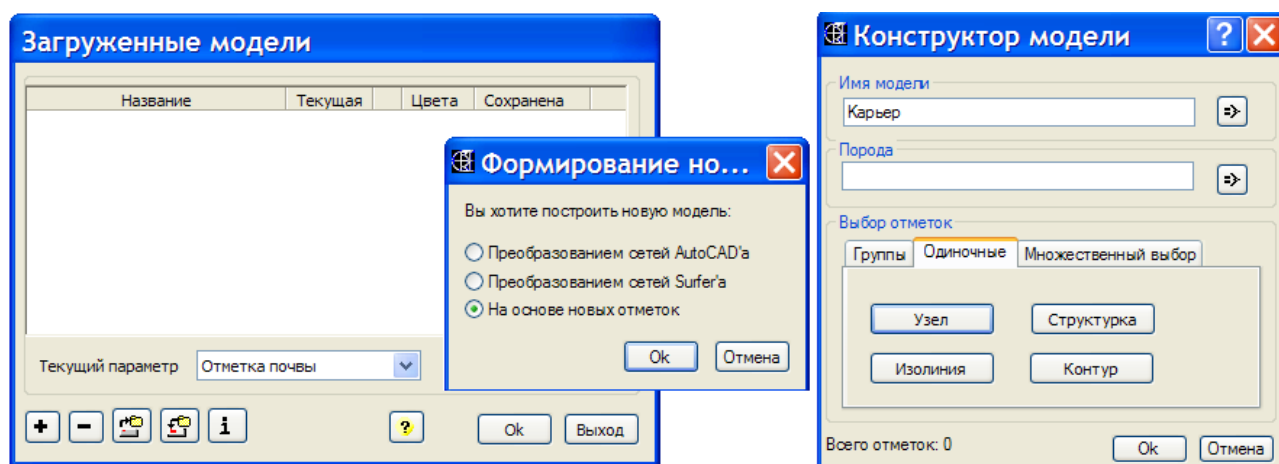 Загруженные модели
Название Текущая Цвета Сохранена
Текущий параметр Отметка почвы
+ - i ? Ok Выход
Формирование но...
Вы хотите построить новую модель:
Преобразованием сетей AutoCAD'а
Преобразованием сетей Surfer'а
На основе новых отметок
Ok Отмена
Конструктор модели ?
Имя модели
Карьер
Порода
Выбор отметок
Группы Одиночные Множественный выбор
Узел Структурка
Изолиния Контур
Всего отметок: 0 Ok Отмена